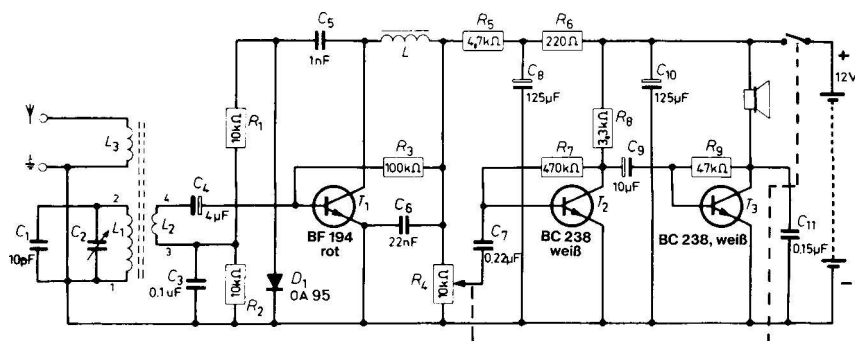 C5
1nF
L
R5
4,7kΩ
R6
220Ω
C8
125µF
C10
125µF
+
12V
R1
10kΩ
R8
3,3kΩ
L3
R3
100kΩ
R7
470kΩ
C9
10µF
R9
47kΩ
C4
4µF
4
2
T1
BF 194
rot
C6
22nF
T2
BC 238
weiß
T3
BC 238, weiß
C1
10pF
C2
L1
L2
3
1
C3
0.1uF
R2
10kΩ
D1
OA 95
R4
10kΩ
C7
0,22µF
C11
0,15µF
−